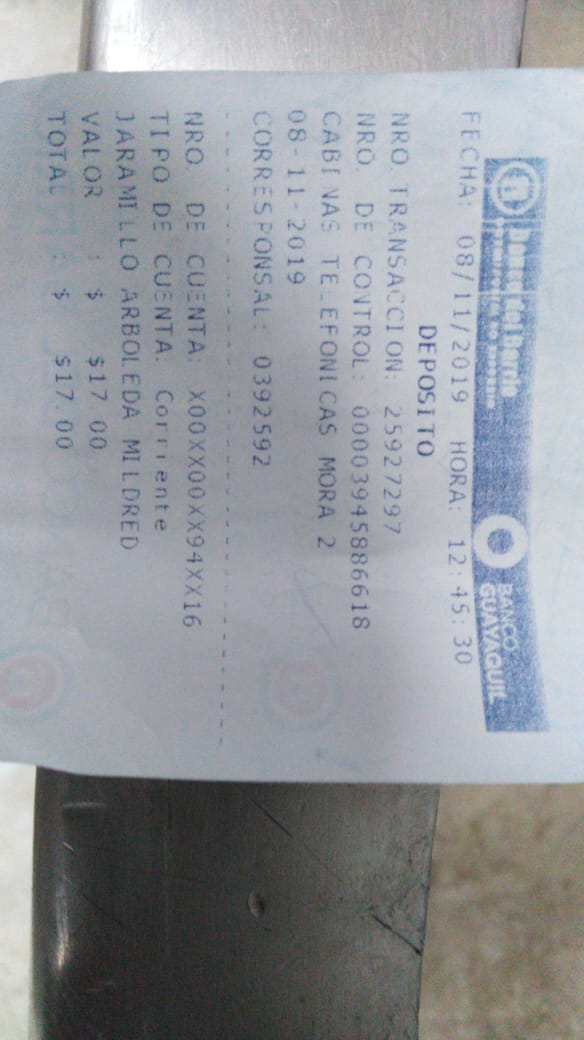 banco del barrio
BANCO
GUAYAQUIL
FECHA: 08/11/2019 HORA: 12:45:30
DEPOSITO
NRO TRANSACCION: 25927297
NRO. DE CONTROL: 00003945886618
CABINAS TELEFONICAS MORA 2
08-11-2019
CORRESPONSAL: 0392592
NRO. DE CUENTA: X00XX00XX94XX16
TIPO DE CUENTA: Corriente
JARAMILLO ARBOLEDA MILDRED
VALOR : $ $17.00
TOTAL : $ $17.00